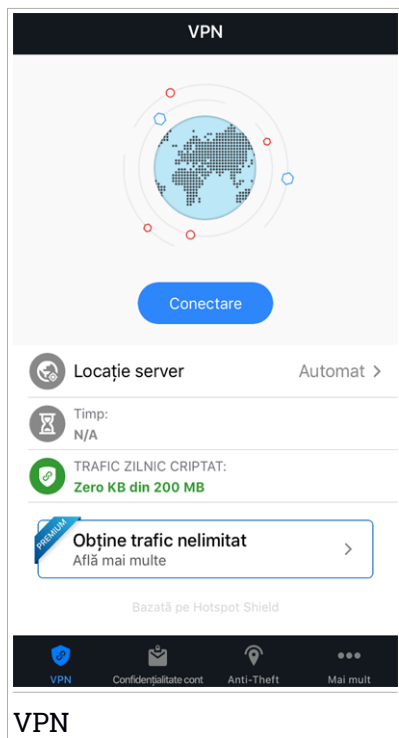 VPN
Conectare
Locație server Automat
Timp:
N/A
TRAFIC ZILNIC CRIPTAT:
Zero KB din 200 MB
PREMIUM
Obține trafic nelimitat
Află mai multe
Bazată pe Hotspot Shield
VPN Confidențialitate cont Anti-Theft Mai mult
VPN